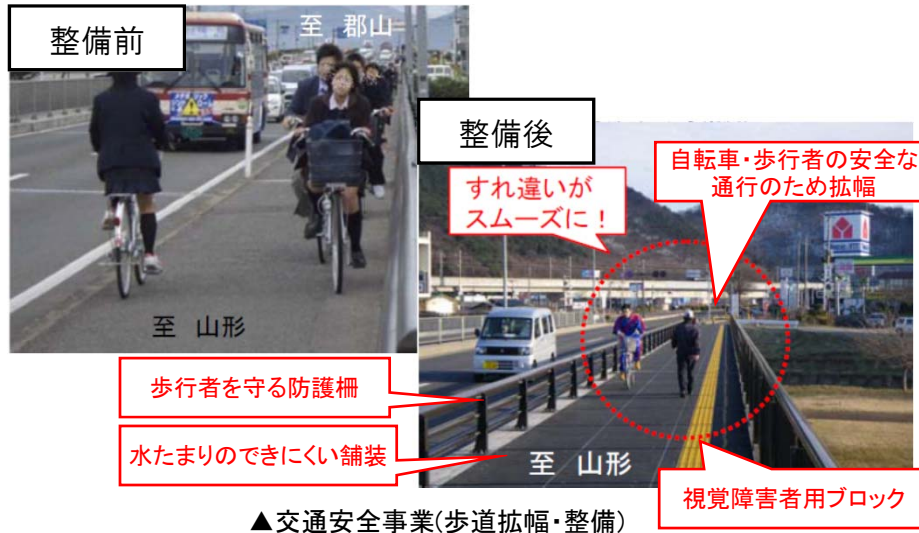 整備前
至 郡山
至 山形
整備後
すれ違いが
スムーズに！
自転車・歩行者の安全な
通行のため拡幅
歩行者を守る防護柵
水たまりのできにくい舗装
至 山形
視覚障害者用ブロック
▲交通安全事業(歩道拡幅・整備)